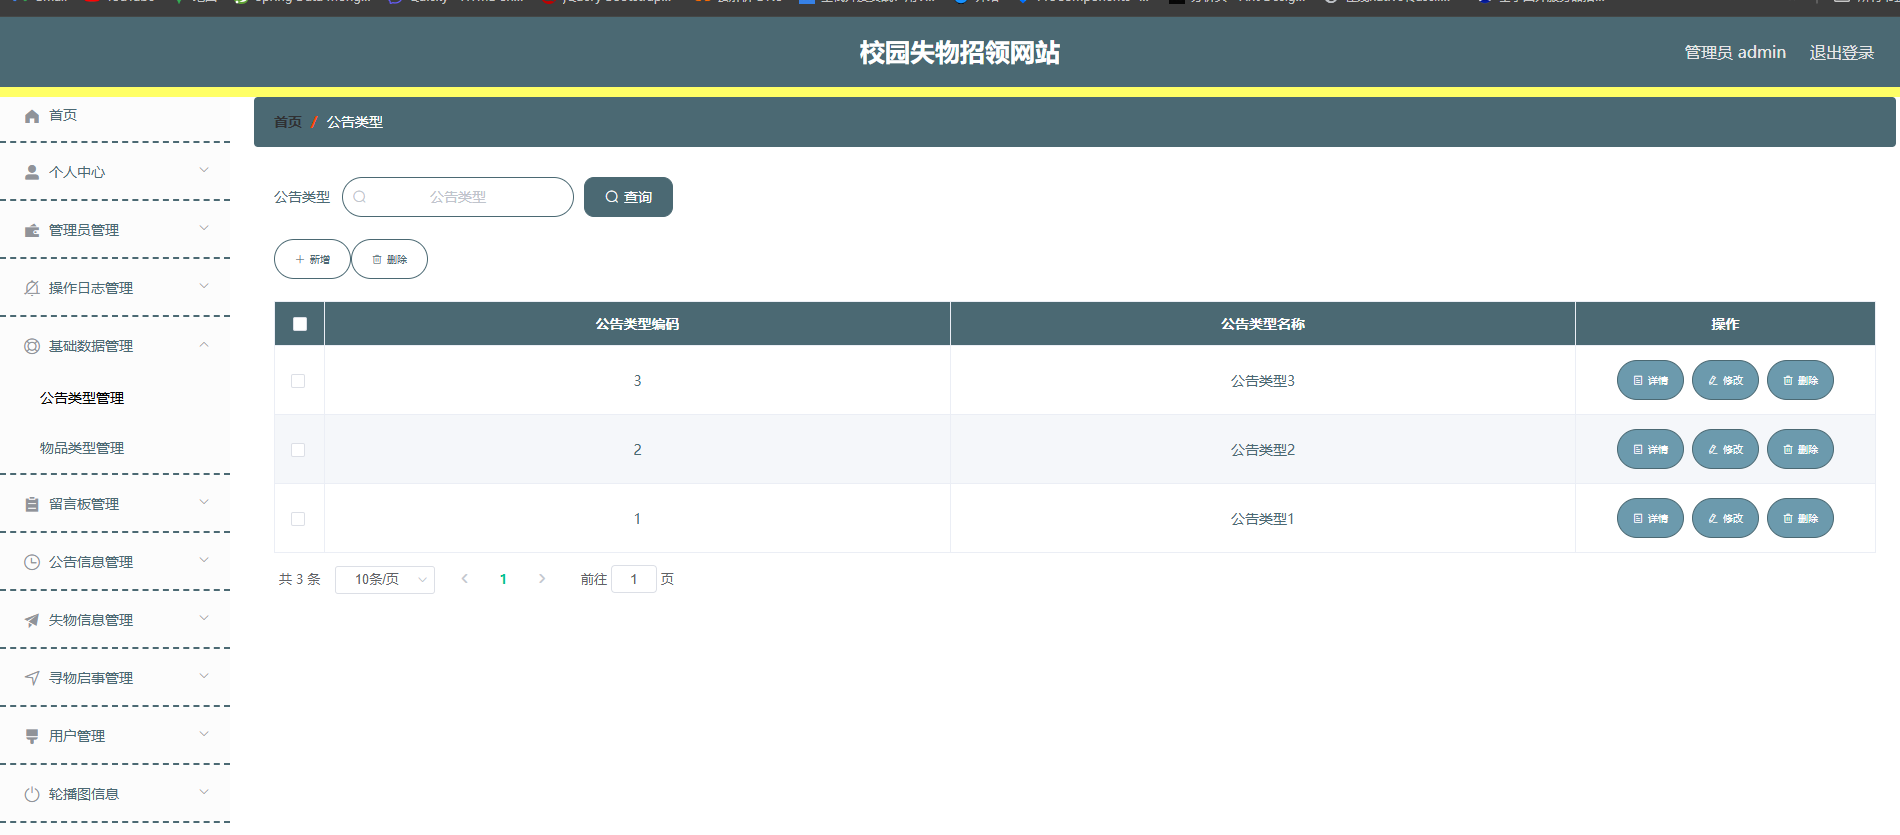 校园失物招领网站
管理员 admin 退出登录
首页
个人中心
管理员管理
操作日志管理
基础数据管理
公告类型管理
物品类型管理
留言板管理
公告信息管理
失物信息管理
寻物启事管理
用户管理
轮播图信息
首页 / 公告类型
公告类型 公告类型 查询
新增 删除
公告类型编码 公告类型名称 操作
3 公告类型3 详情 修改 删除
2 公告类型2 详情 修改 删除
1 公告类型1 详情 修改 删除
共 3 条 10条/页 1 前往 1 页